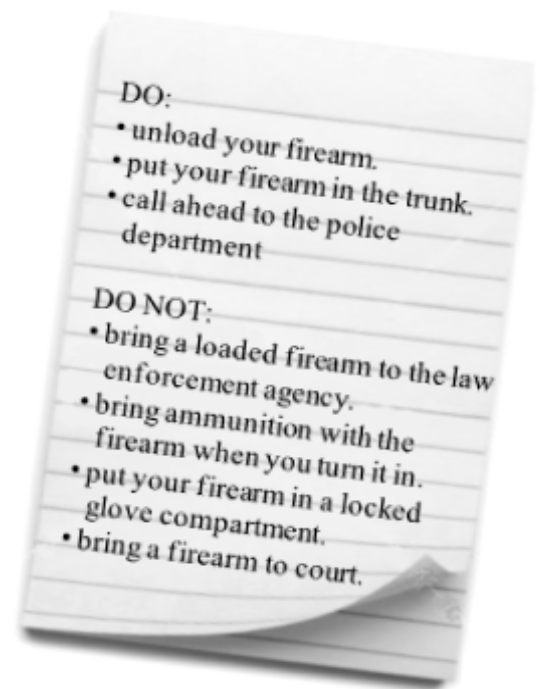 DO:
• unload your firearm.
• put your firearm in the trunk.
• call ahead to the police
department
DO NOT:
• bring a loaded firearm to the law
enforcement agency.
• bring ammunition with the
firearm when you turn it in.
• put your firearm in a locked
glove compartment.
• bring a firearm to court.